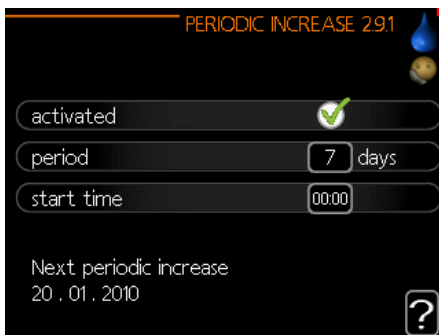 PERIODIC INCREASE 2.9.1
activated
period 7 days
start time 00:00
Next periodic increase
20 . 01 . 2010
?